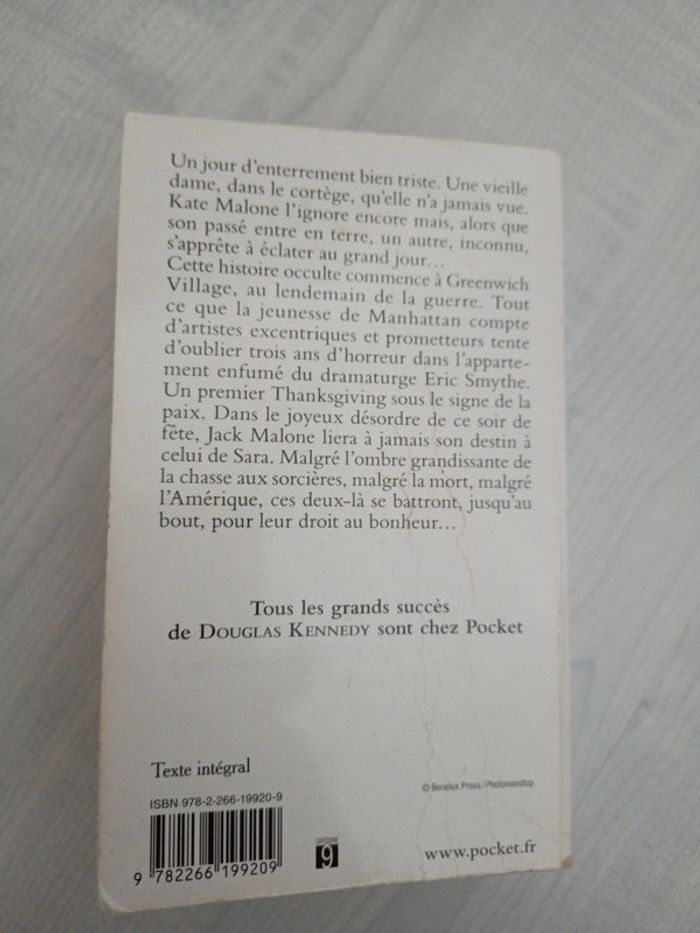 Un jour d'enterrement bien triste. Une vieille
dame, dans le cortège, qu'elle n'a jamais vue.
Kate Malone l'ignore encore mais, alors que
son passé entre en terre, un autre, inconnu,
s'apprête à éclater au grand jour...
Cette histoire occulte commence à Greenwich
Village, au lendemain de la guerre. Tout
ce que la jeunesse de Manhattan compte
d'artistes excentriques et prometteurs tente
d'oublier trois ans d'horreur dans l'apparte-
ment enfumé du dramaturge Eric Smythe.
Un premier Thanksgiving sous le signe de la
paix. Dans le joyeux désordre de ce soir de
fête, Jack Malone liera à jamais son destin à
celui de Sara. Malgré l'ombre grandissante de
la chasse aux sorcières, malgré la mort, malgré
l'Amérique, ces deux-là se battront, jusqu'au
bout, pour leur droit au bonheur...
Tous les grands succès
de DOUGLAS KENNEDY sont chez Pocket
Texte intégral
© Benelux Press/Photononstop.
ISBN 978-2-266-19920-9
9 782266 199209
CATÉGORIE
9
www.pocket.fr